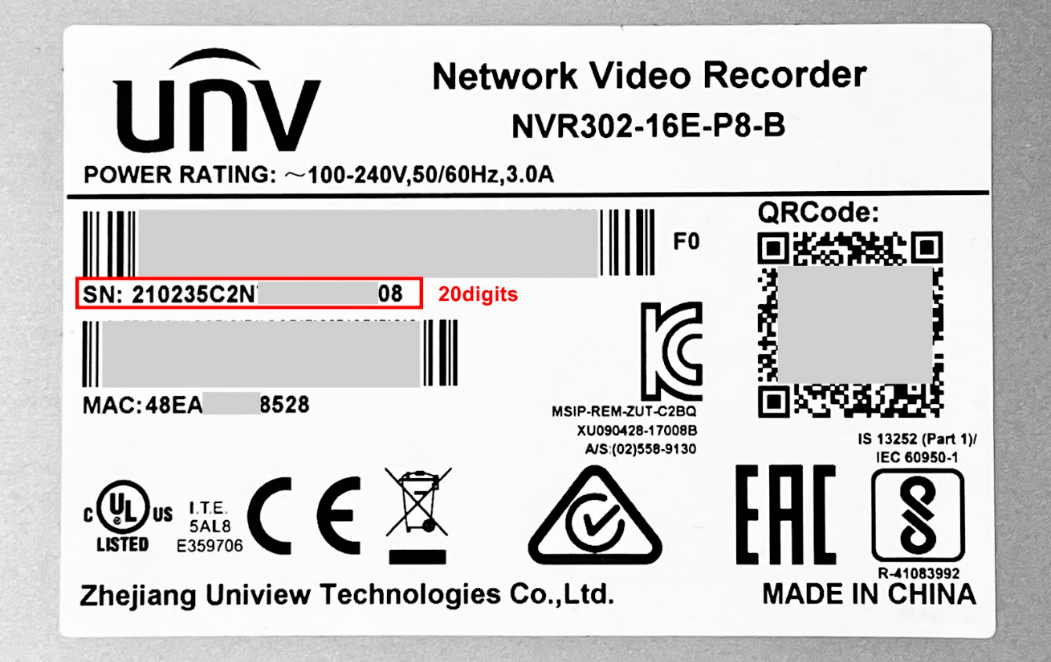 unv
Network Video Recorder
NVR302-16E-P8-B
POWER RATING: ～100-240V,50/60Hz,3.0A
QRCode:
F0
SN: 210235C2N 08
20digits
MAC:48EA 8528
MSIP-REM-ZUT-C2BQ
XU090428-17008B
A/S:(02)558-9130
IS 13252 (Part 1)/
IEC 60950-1
C UL US
LISTED
I.T.E.
5AL8
E359706
CE
EAC
R-41083992
Zhejiang Uniview Technologies Co.,Ltd.
MADE IN CHINA